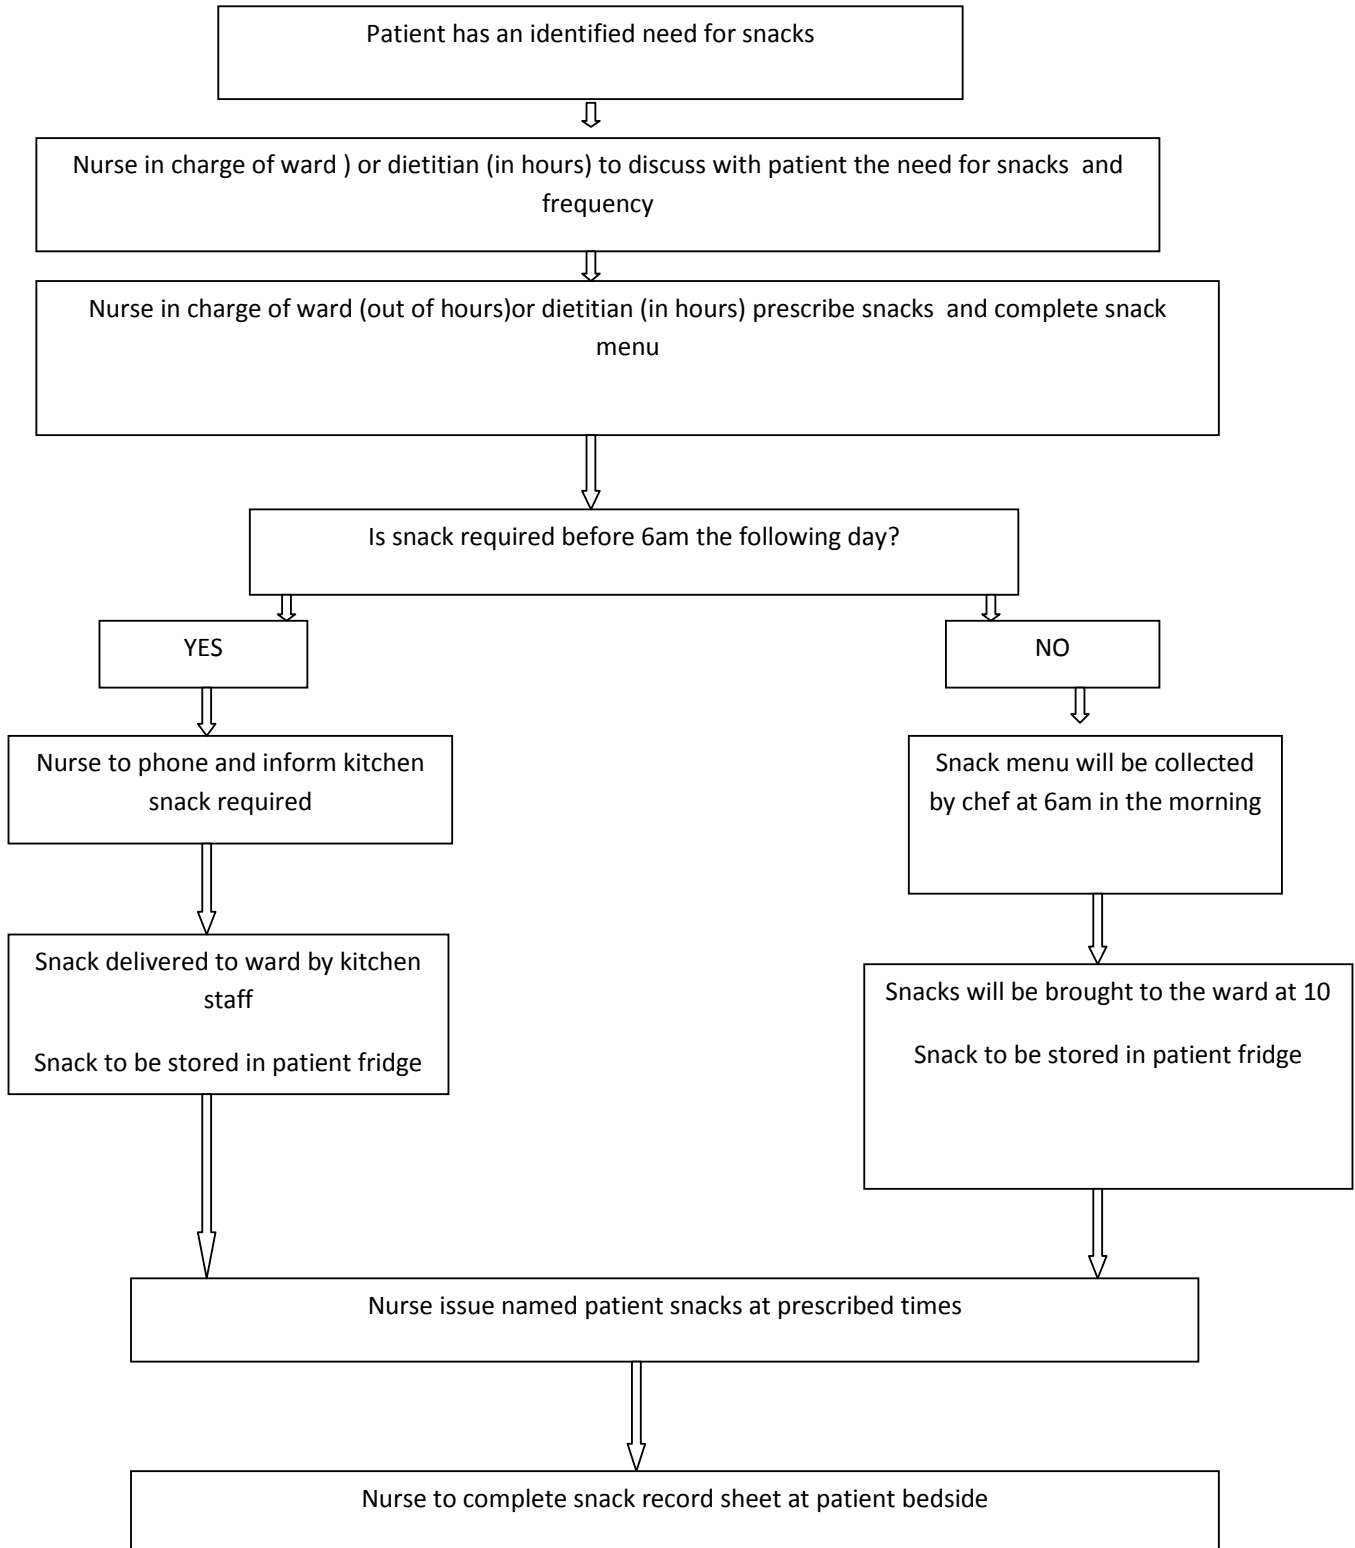 Patient has an identified need for snacks
Nurse in charge of ward ) or dietitian (in hours) to discuss with patient the need for snacks  and
frequency
Nurse in charge of ward (out of hours)or dietitian (in hours) prescribe snacks  and complete snack
menu
Is snack required before 6am the following day?
YES
NO
Nurse to phone and inform kitchen
snack required
Snack menu will be collected
by chef at 6am in the morning
Snack delivered to ward by kitchen
staff
Snack to be stored in patient fridge
Snacks will be brought to the ward at 10
Snack to be stored in patient fridge
Nurse issue named patient snacks at prescribed times
Nurse to complete snack record sheet at patient bedside